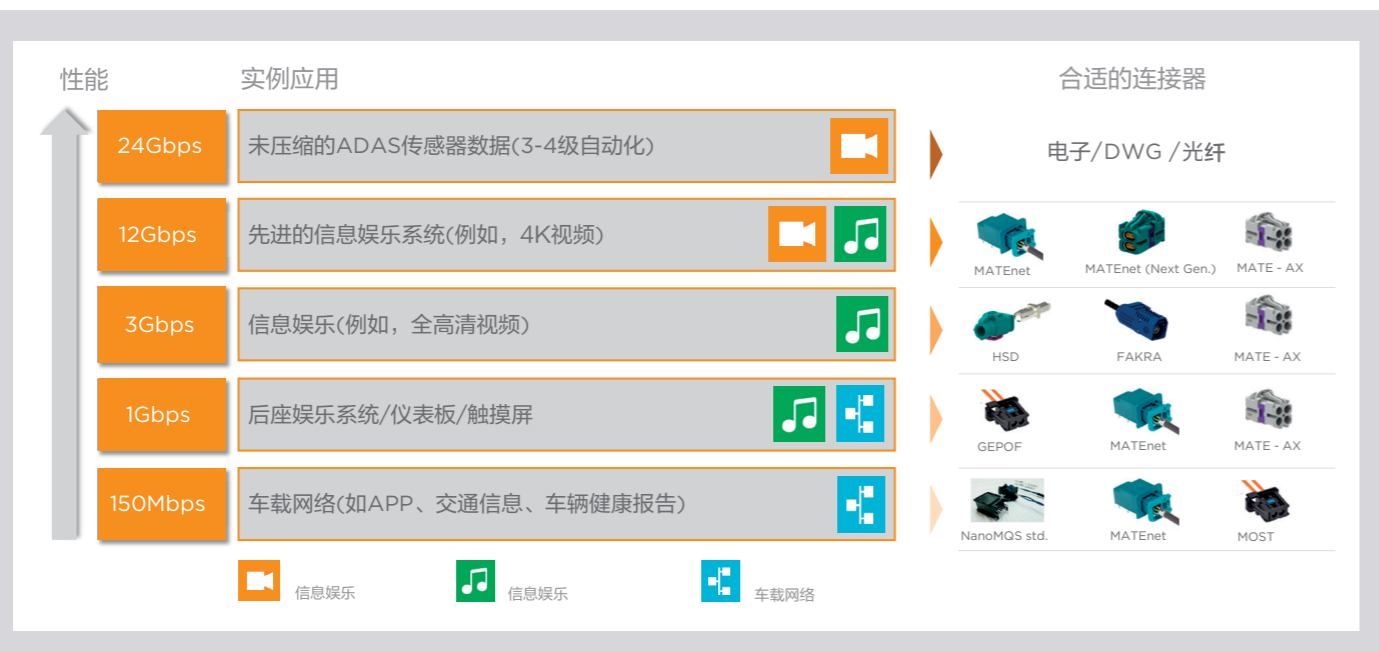 性能
实例应用
合适的连接器
24Gbps
未压缩的ADAS传感器数据(3-4级自动化)
电子/DWG /光纤
12Gbps
先进的信息娱乐系统(例如，4K视频)
MATEnet
MATEnet (Next Gen.)
MATE - AX
3Gbps
信息娱乐(例如，全高清视频)
HSD
FAKRA
MATE - AX
1Gbps
后座娱乐系统/仪表板/触摸屏
GEPOF
MATEnet
MATE - AX
150Mbps
车载网络(如APP、交通信息、车辆健康报告)
NanoMQS std.
MATEnet
MOST
信息娱乐
信息娱乐
车载网络